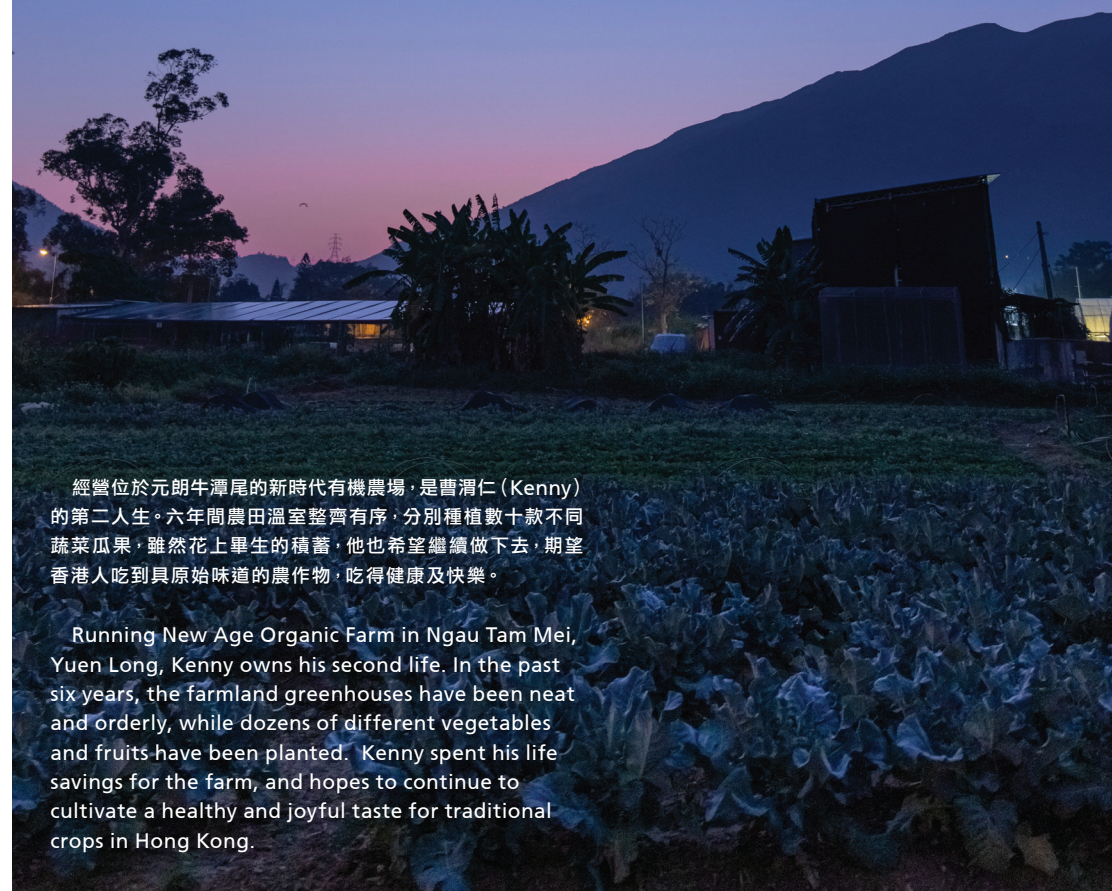 經營位於元朗牛潭尾的新時代有機農場，是曹渭仁（Kenny）
的第二人生。六年間農田溫室整齊有序，分別種植數十款不同
蔬菜瓜果，雖然花上畢生的積蓄，他也希望繼續做下去，期望
香港人吃到具原始味道的農作物，吃得健康及快樂。
Running New Age Organic Farm in Ngau Tam Mei,
Yuen Long, Kenny owns his second life. In the past
six years, the farmland greenhouses have been neat
and orderly, while dozens of different vegetables
and fruits have been planted.  Kenny spent his life
savings for the farm, and hopes to continue to
cultivate a healthy and joyful taste for traditional
crops in Hong Kong.